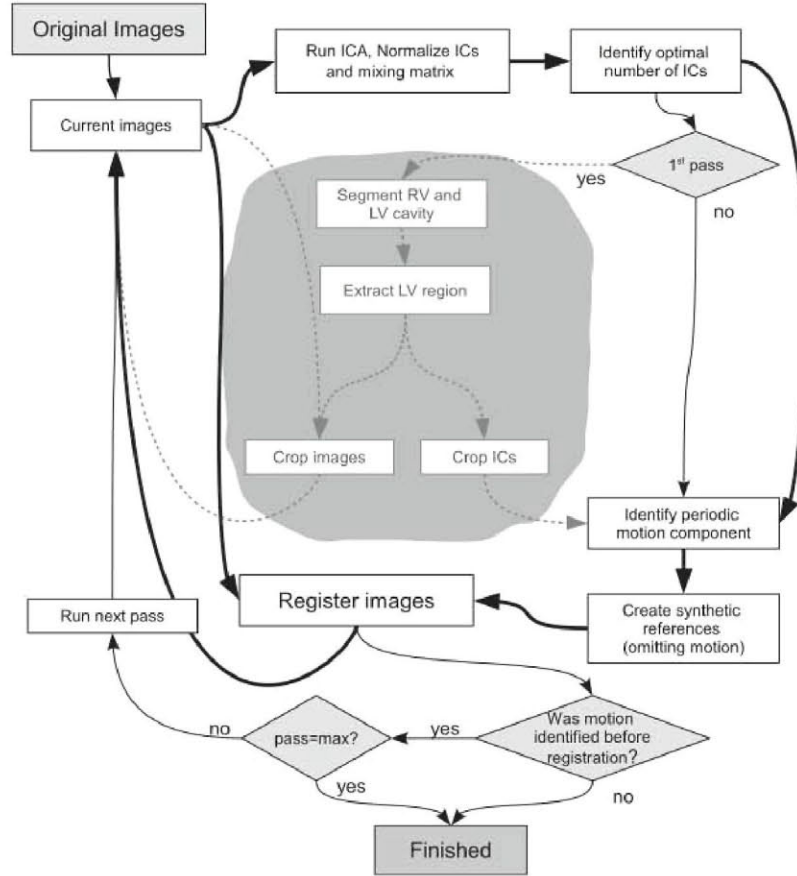 Original Images
Run ICA, Normalize ICs
and mixing matrix
Identify optimal
number of ICs
Current images
1st pass
yes
no
Segment RV and
LV cavity
Extract LV region
Crop images
Crop ICs
Identify periodic
motion component
Register images
Run next pass
Create synthetic
references
(omitting motion)
no
pass=max?
yes
Was motion
identified before
registration?
yes
no
Finished